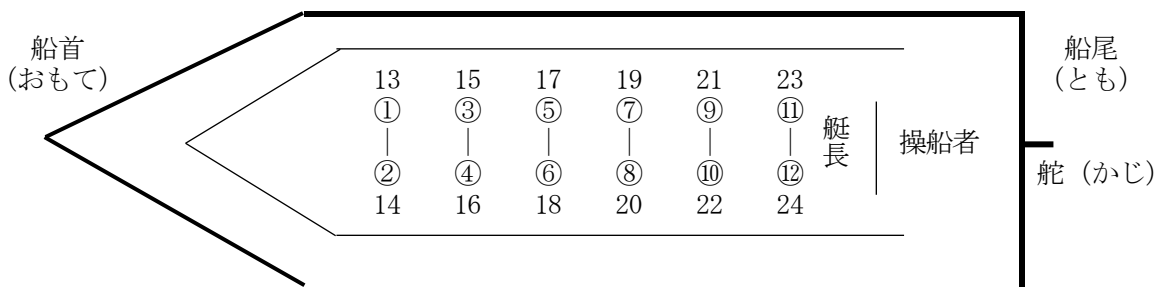 船首
(おもて)
13 15 17 19 21 23
① ③ ⑤ ⑦ ⑨ ⑪
② ④ ⑥ ⑧ ⑩ ⑫
14 16 18 20 22 24
艇長
操船者
船尾
(とも)
舵(かじ)